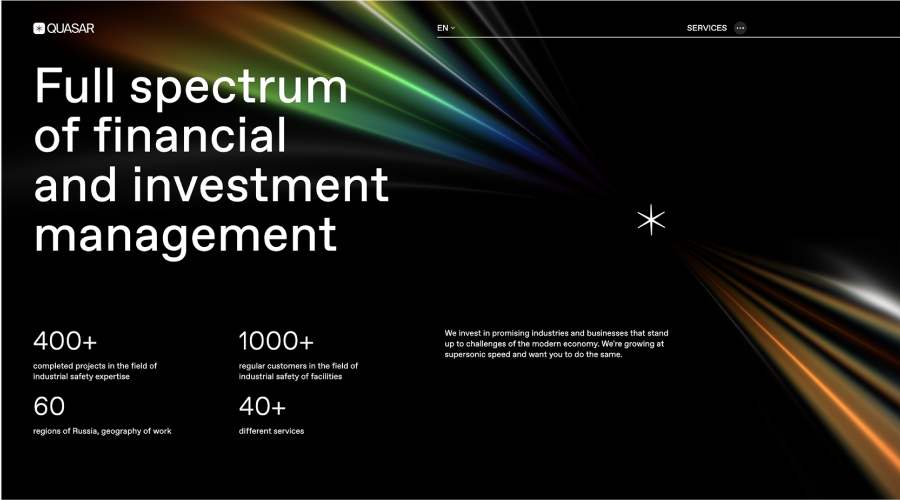 QUASAR
EN
SERVICES
Full spectrum
of financial
and investment
management
400+
completed projects in the field of
industrial safety expertise
1000+
regular customers in the field of
industrial safety of facilities
We invest in promising industries and businesses that stand
up to challenges of the modern economy. We're growing at
supersonic speed and want you to do the same.
60
regions of Russia, geography of work
40+
different services